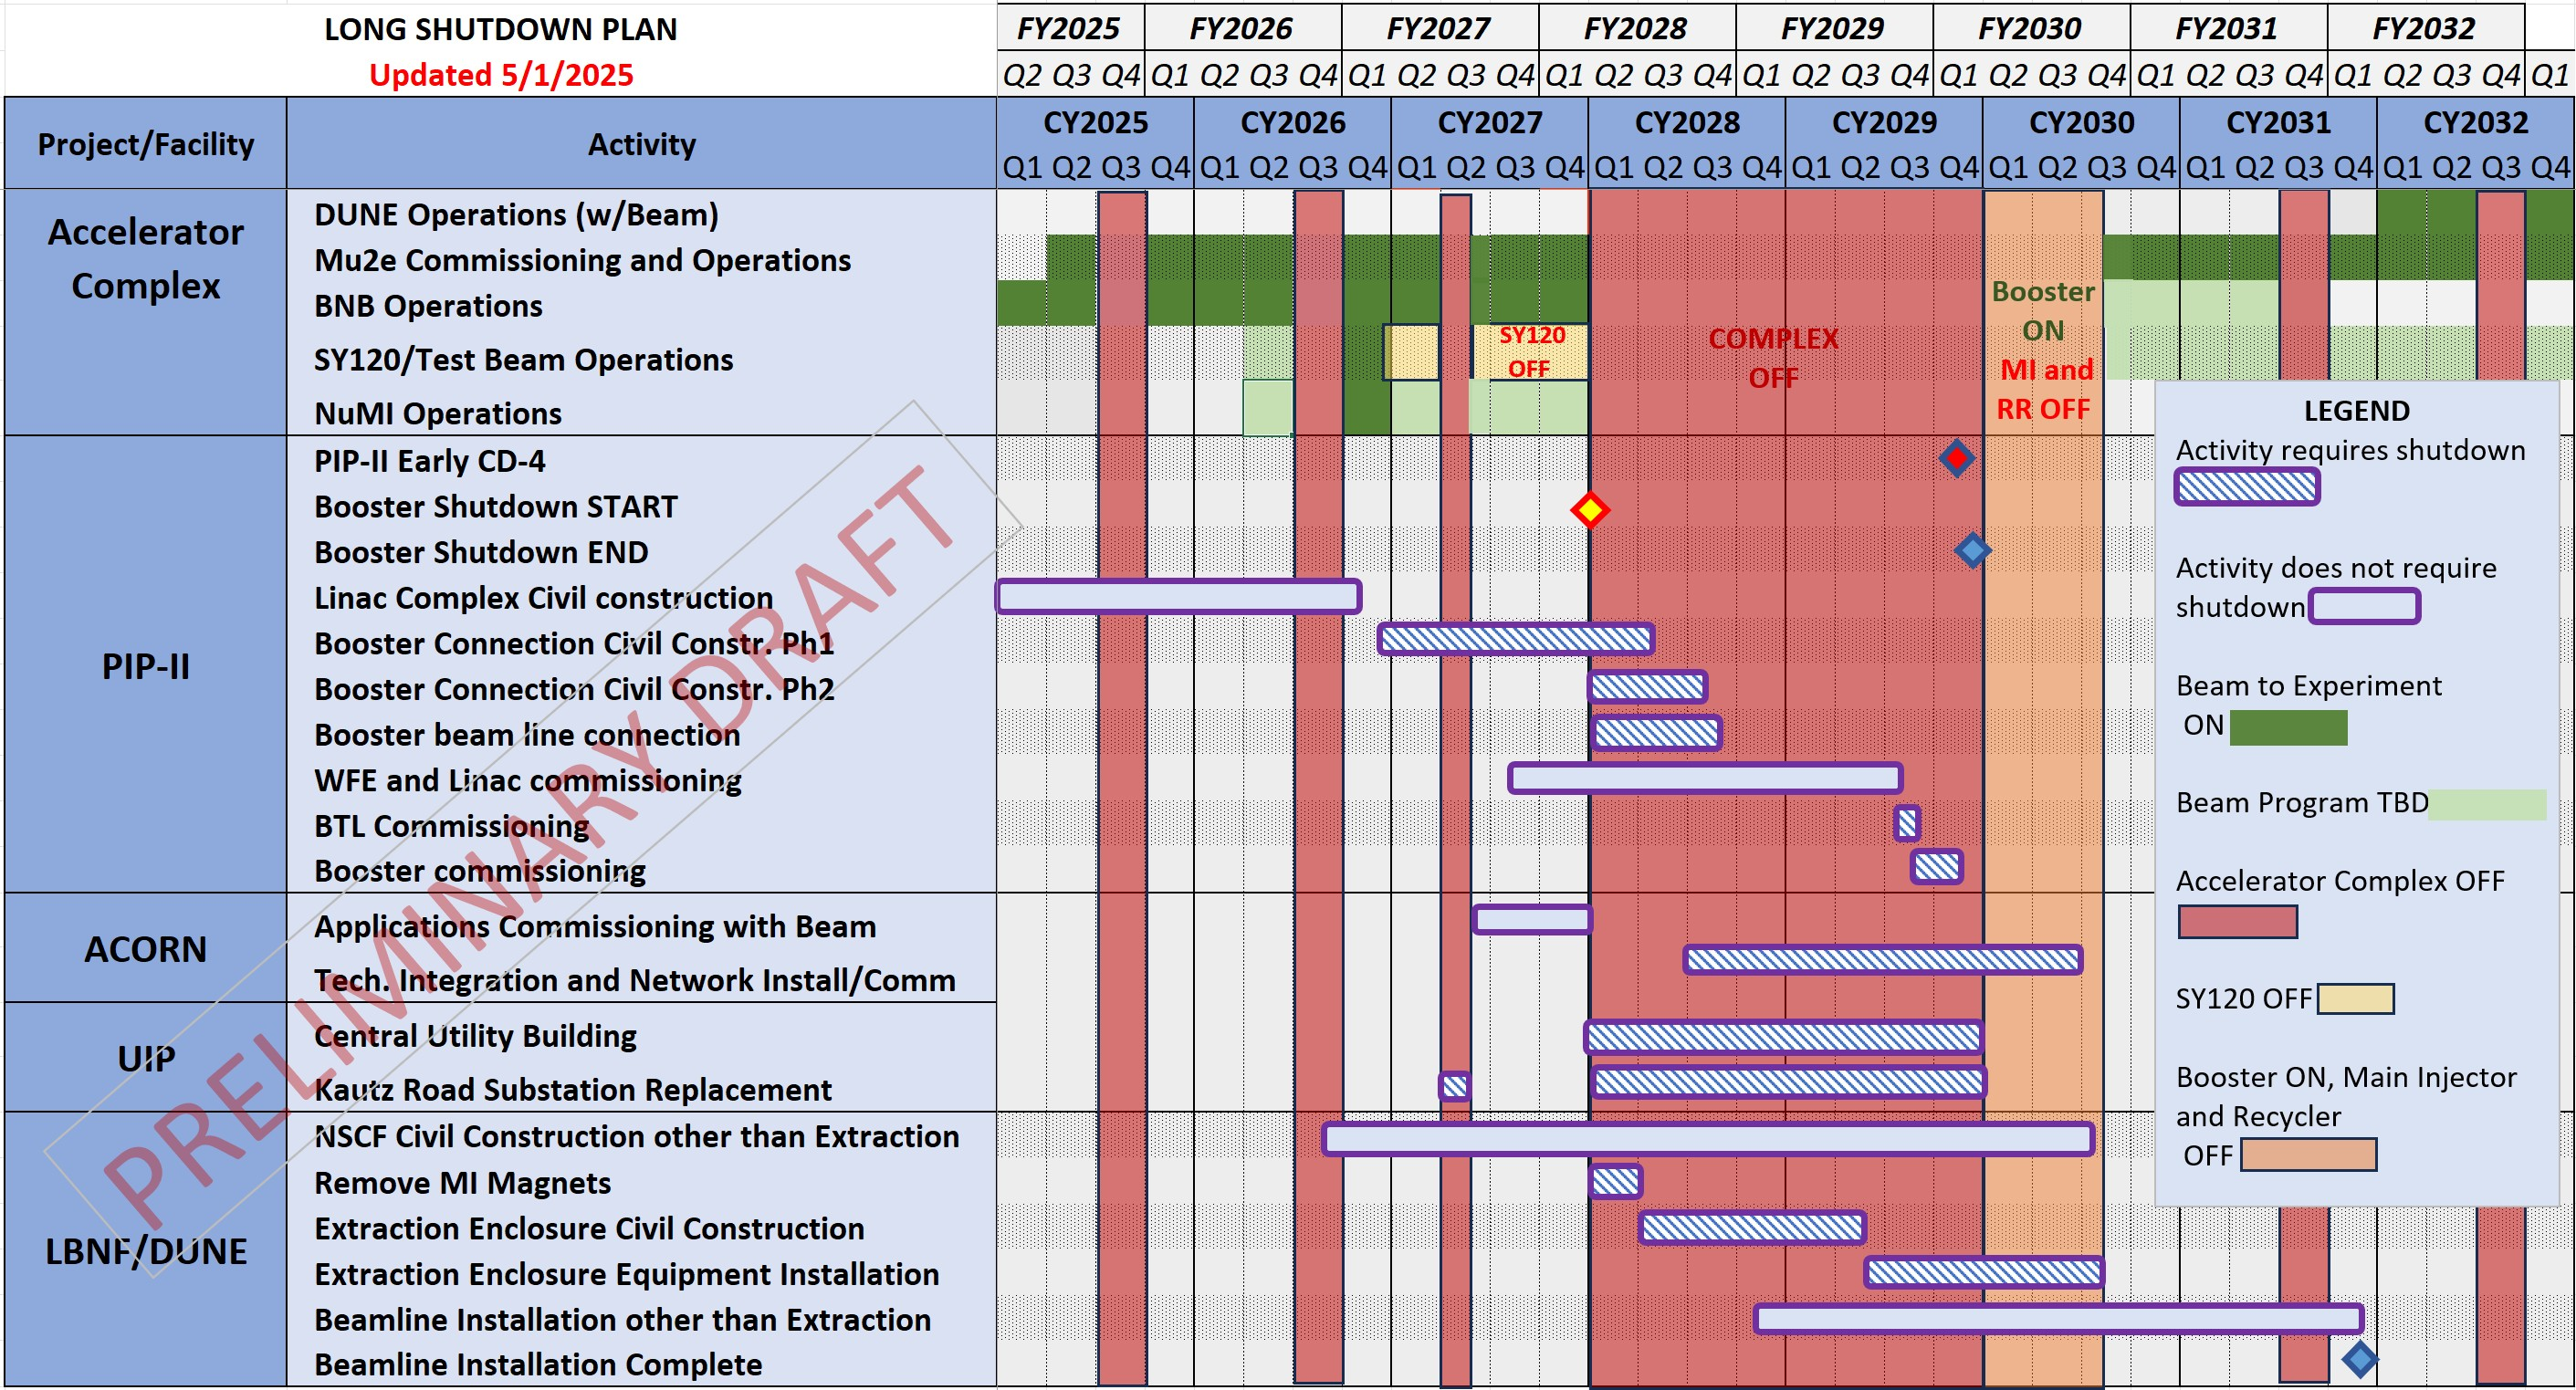 LONG SHUTDOWN PLAN
Updated 5/1/2025
FY2025 FY2026 FY2027 FY2028 FY2029 FY2030 FY2031 FY2032
Q2 Q3 Q4 Q1 Q2 Q3 Q4 Q1 Q2 Q3 Q4 Q1 Q2 Q3 Q4 Q1 Q2 Q3 Q4 Q1 Q2 Q3 Q4 Q1 Q2 Q3 Q4 Q1 Q2 Q3 Q4 Q1
Project/Facility Activity
CY2025 CY2026 CY2027 CY2028 CY2029 CY2030 CY2031 CY2032
Q1 Q2 Q3 Q4 Q1 Q2 Q3 Q4 Q1 Q2 Q3 Q4 Q1 Q2 Q3 Q4 Q1 Q2 Q3 Q4 Q1 Q2 Q3 Q4 Q1 Q2 Q3 Q4 Q1 Q2 Q3 Q4
Accelerator
Complex
DUNE Operations (w/Beam)
Mu2e Commissioning and Operations
BNB Operations
SY120/Test Beam Operations
NuMI Operations
SY120
OFF
COMPLEX
OFF
Booster
ON
MI and
RR OFF
PIP-II
PIP-II Early CD-4
Booster Shutdown START
Booster Shutdown END
Linac Complex Civil construction
Booster Connection Civil Constr. Ph1
Booster Connection Civil Constr. Ph2
Booster beam line connection
WFE and Linac commissioning
BTL Commissioning
Booster commissioning
ACORN
Applications Commissioning with Beam
Tech. Integration and Network Install/Comm
UIP
Central Utility Building
Kautz Road Substation Replacement
LBNF/DUNE
NSCF Civil Construction other than Extraction
Remove MI Magnets
Extraction Enclosure Civil Construction
Extraction Enclosure Equipment Installation
Beamline Installation other than Extraction
Beamline Installation Complete
LEGEND
Activity requires shutdown
Activity does not require
shutdown
Beam to Experiment
ON
Beam Program TBD
Accelerator Complex OFF
SY120 OFF
Booster ON, Main Injector
and Recycler
OFF
PRELIMINARY DRAFT